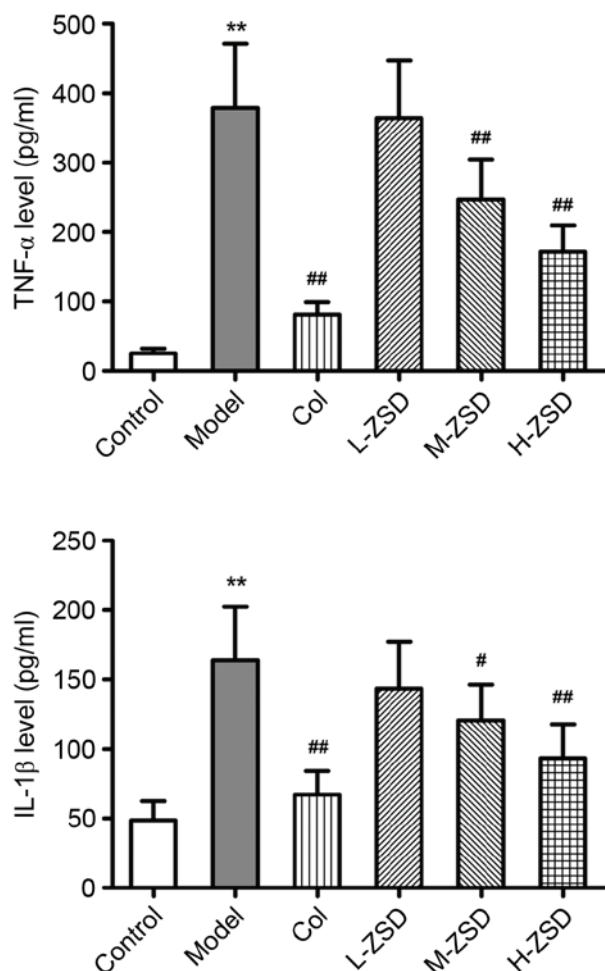 TNF-α level (pg/ml)
500
400
300
200
100
0
**
##
##
##
Control
Model
Col
L-ZSD
M-ZSD
H-ZSD
IL-1β level (pg/ml)
250
200
150
100
50
0
**
##
#
##
Control
Model
Col
L-ZSD
M-ZSD
H-ZSD